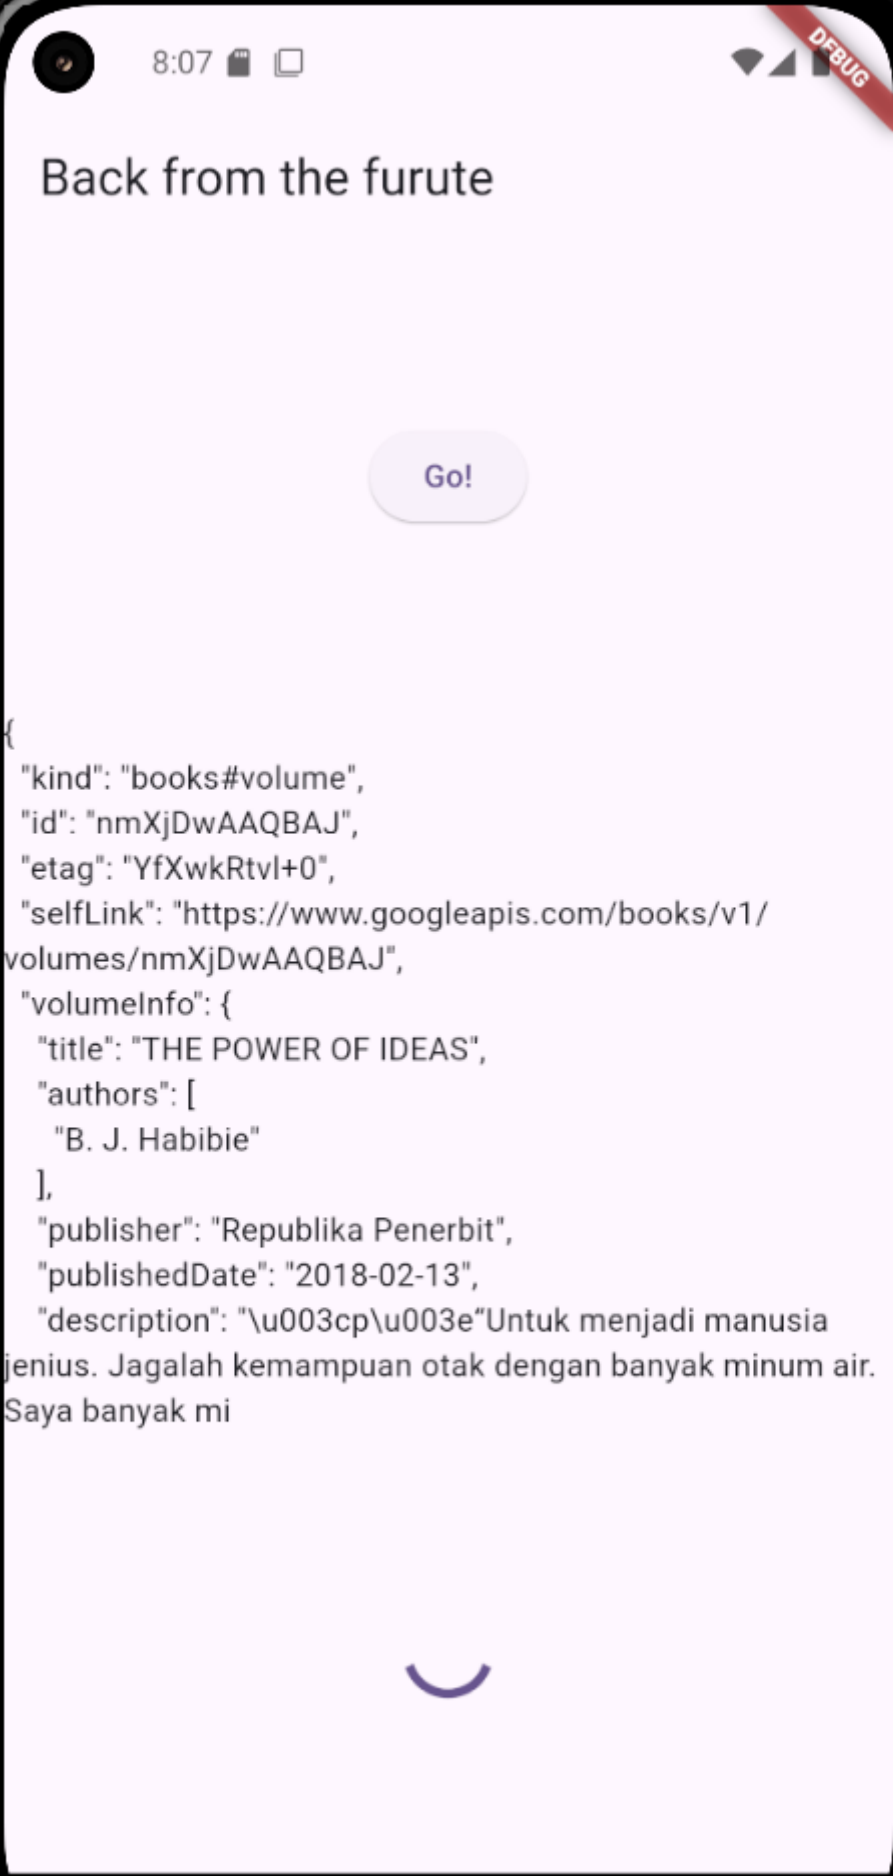 8:07
DEBUG
Back from the furute
Go!
{
"kind": "books#volume",
"id": "nmXjDwAAQBAJ",
"etag": "YfXwkRtvl+0",
"selfLink": "https://www.googleapis.com/books/v1/
volumes/nmXjDwAAQBAJ",
"volumeInfo": {
"title": "THE POWER OF IDEAS",
"authors": [
"B. J. Habibie"
],
"publisher": "Republika Penerbit",
"publishedDate": "2018-02-13",
"description": "\u003cp\u003e“Untuk menjadi manusia
jenius. Jagalah kemampuan otak dengan banyak minum air.
Saya banyak mi